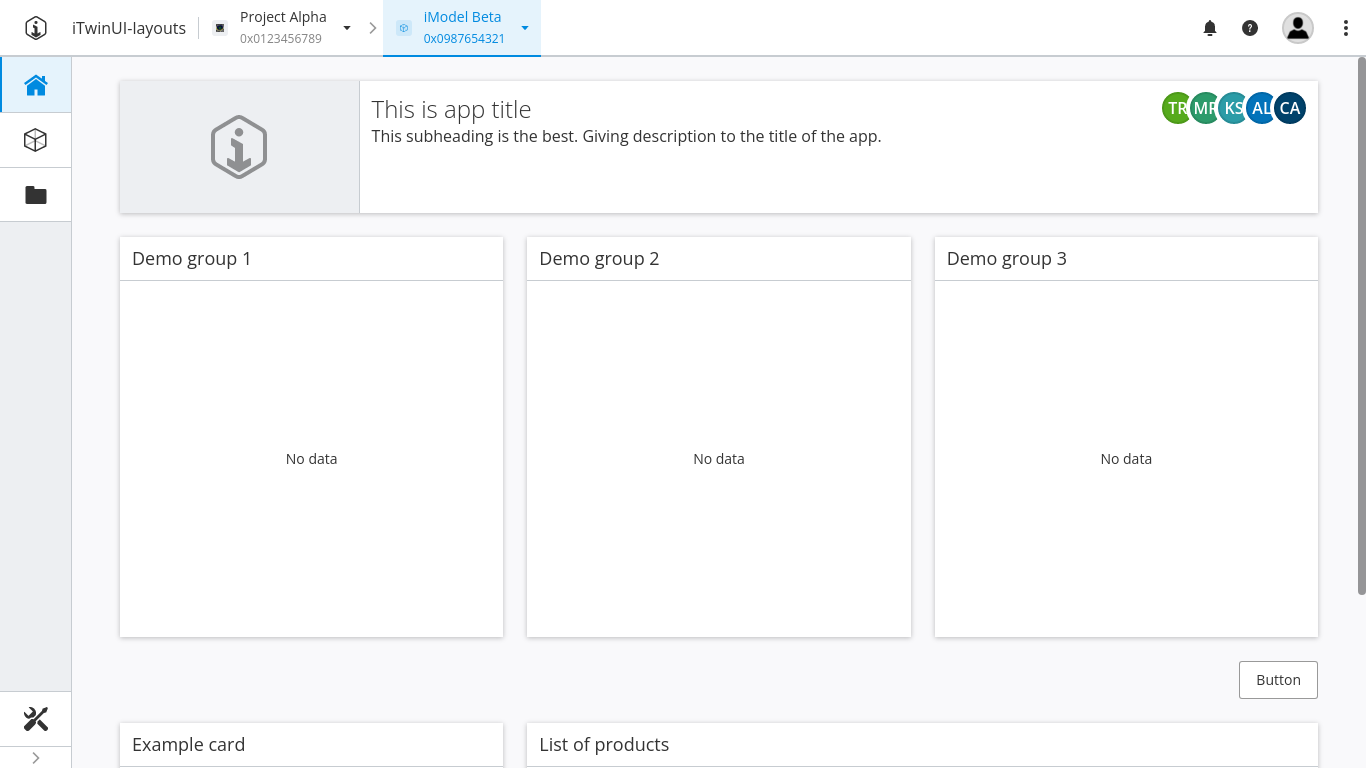 iTwinUI-layouts
Project Alpha
0x0123456789
iModel Beta
0x0987654321
This is app title
This subheading is the best. Giving description to the title of the app.
TR MR KS AL CA
Demo group 1
Demo group 2
Demo group 3
No data
No data
No data
Button
Example card
List of products